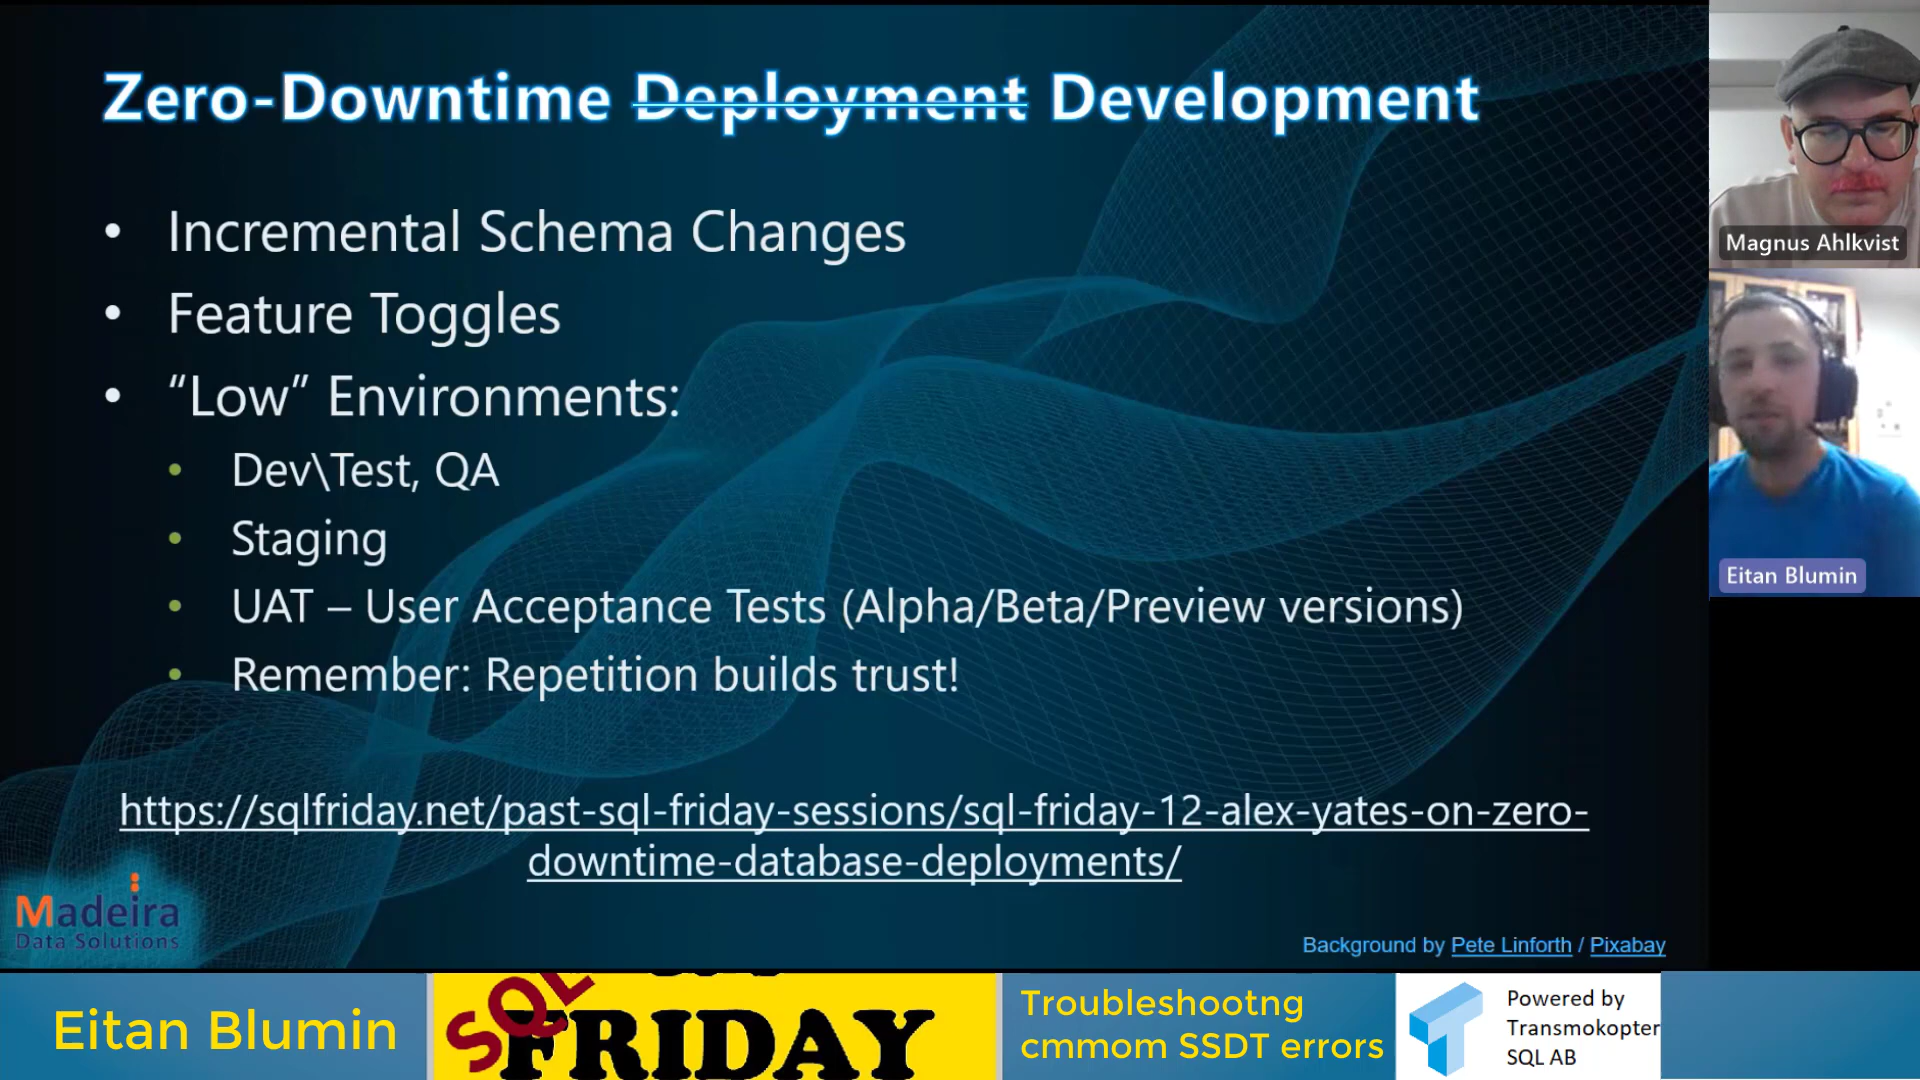 Zero-Downtime Deployment Development
• Incremental Schema Changes
• Feature Toggles
• “Low” Environments:
• Dev\Test, QA
• Staging
• UAT – User Acceptance Tests (Alpha/Beta/Preview versions)
• Remember: Repetition builds trust!
https://sqlfriday.net/past-sql-friday-sessions/sql-friday-12-alex-yates-on-zero-
downtime-database-deployments/
Madeira
Data Solutions
Background by Pete Linforth / Pixabay
Magnus Ahlkvist
Eitan Blumin
Eitan Blumin
SQL
FRIDAY
Troubleshootng
cmmom SSDT errors
Powered by
Transmokopter
SQL AB